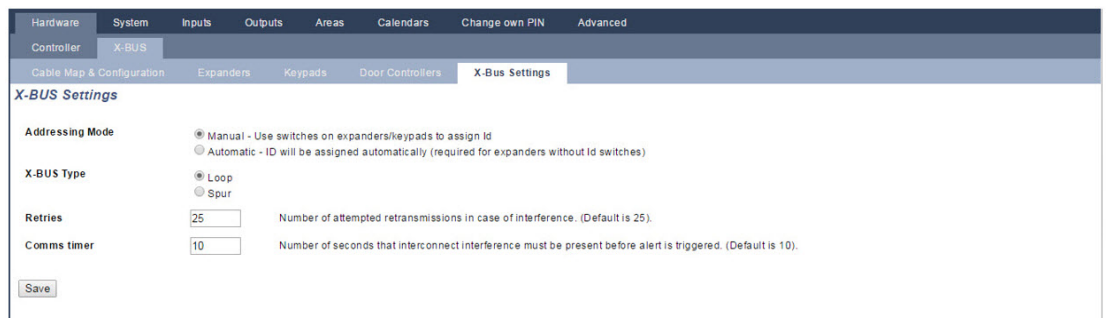 Hardware System Inputs Outputs Areas Calendars Change own PIN Advanced
Controller X-BUS
Cable Map & Configuration Expanders Keypads Door Controllers X-Bus Settings
X-BUS Settings
Addressing Mode Manual - Use switches on expanders/keypads to assign Id
Automatic - ID will be assigned automatically (required for expanders without Id switches)
X-BUS Type Loop
Spur
Retries 25 Number of attempted retransmissions in case of interference. (Default is 25).
Comms timer 10 Number of seconds that interconnect interference must be present before alert is triggered. (Default is 10).
Save